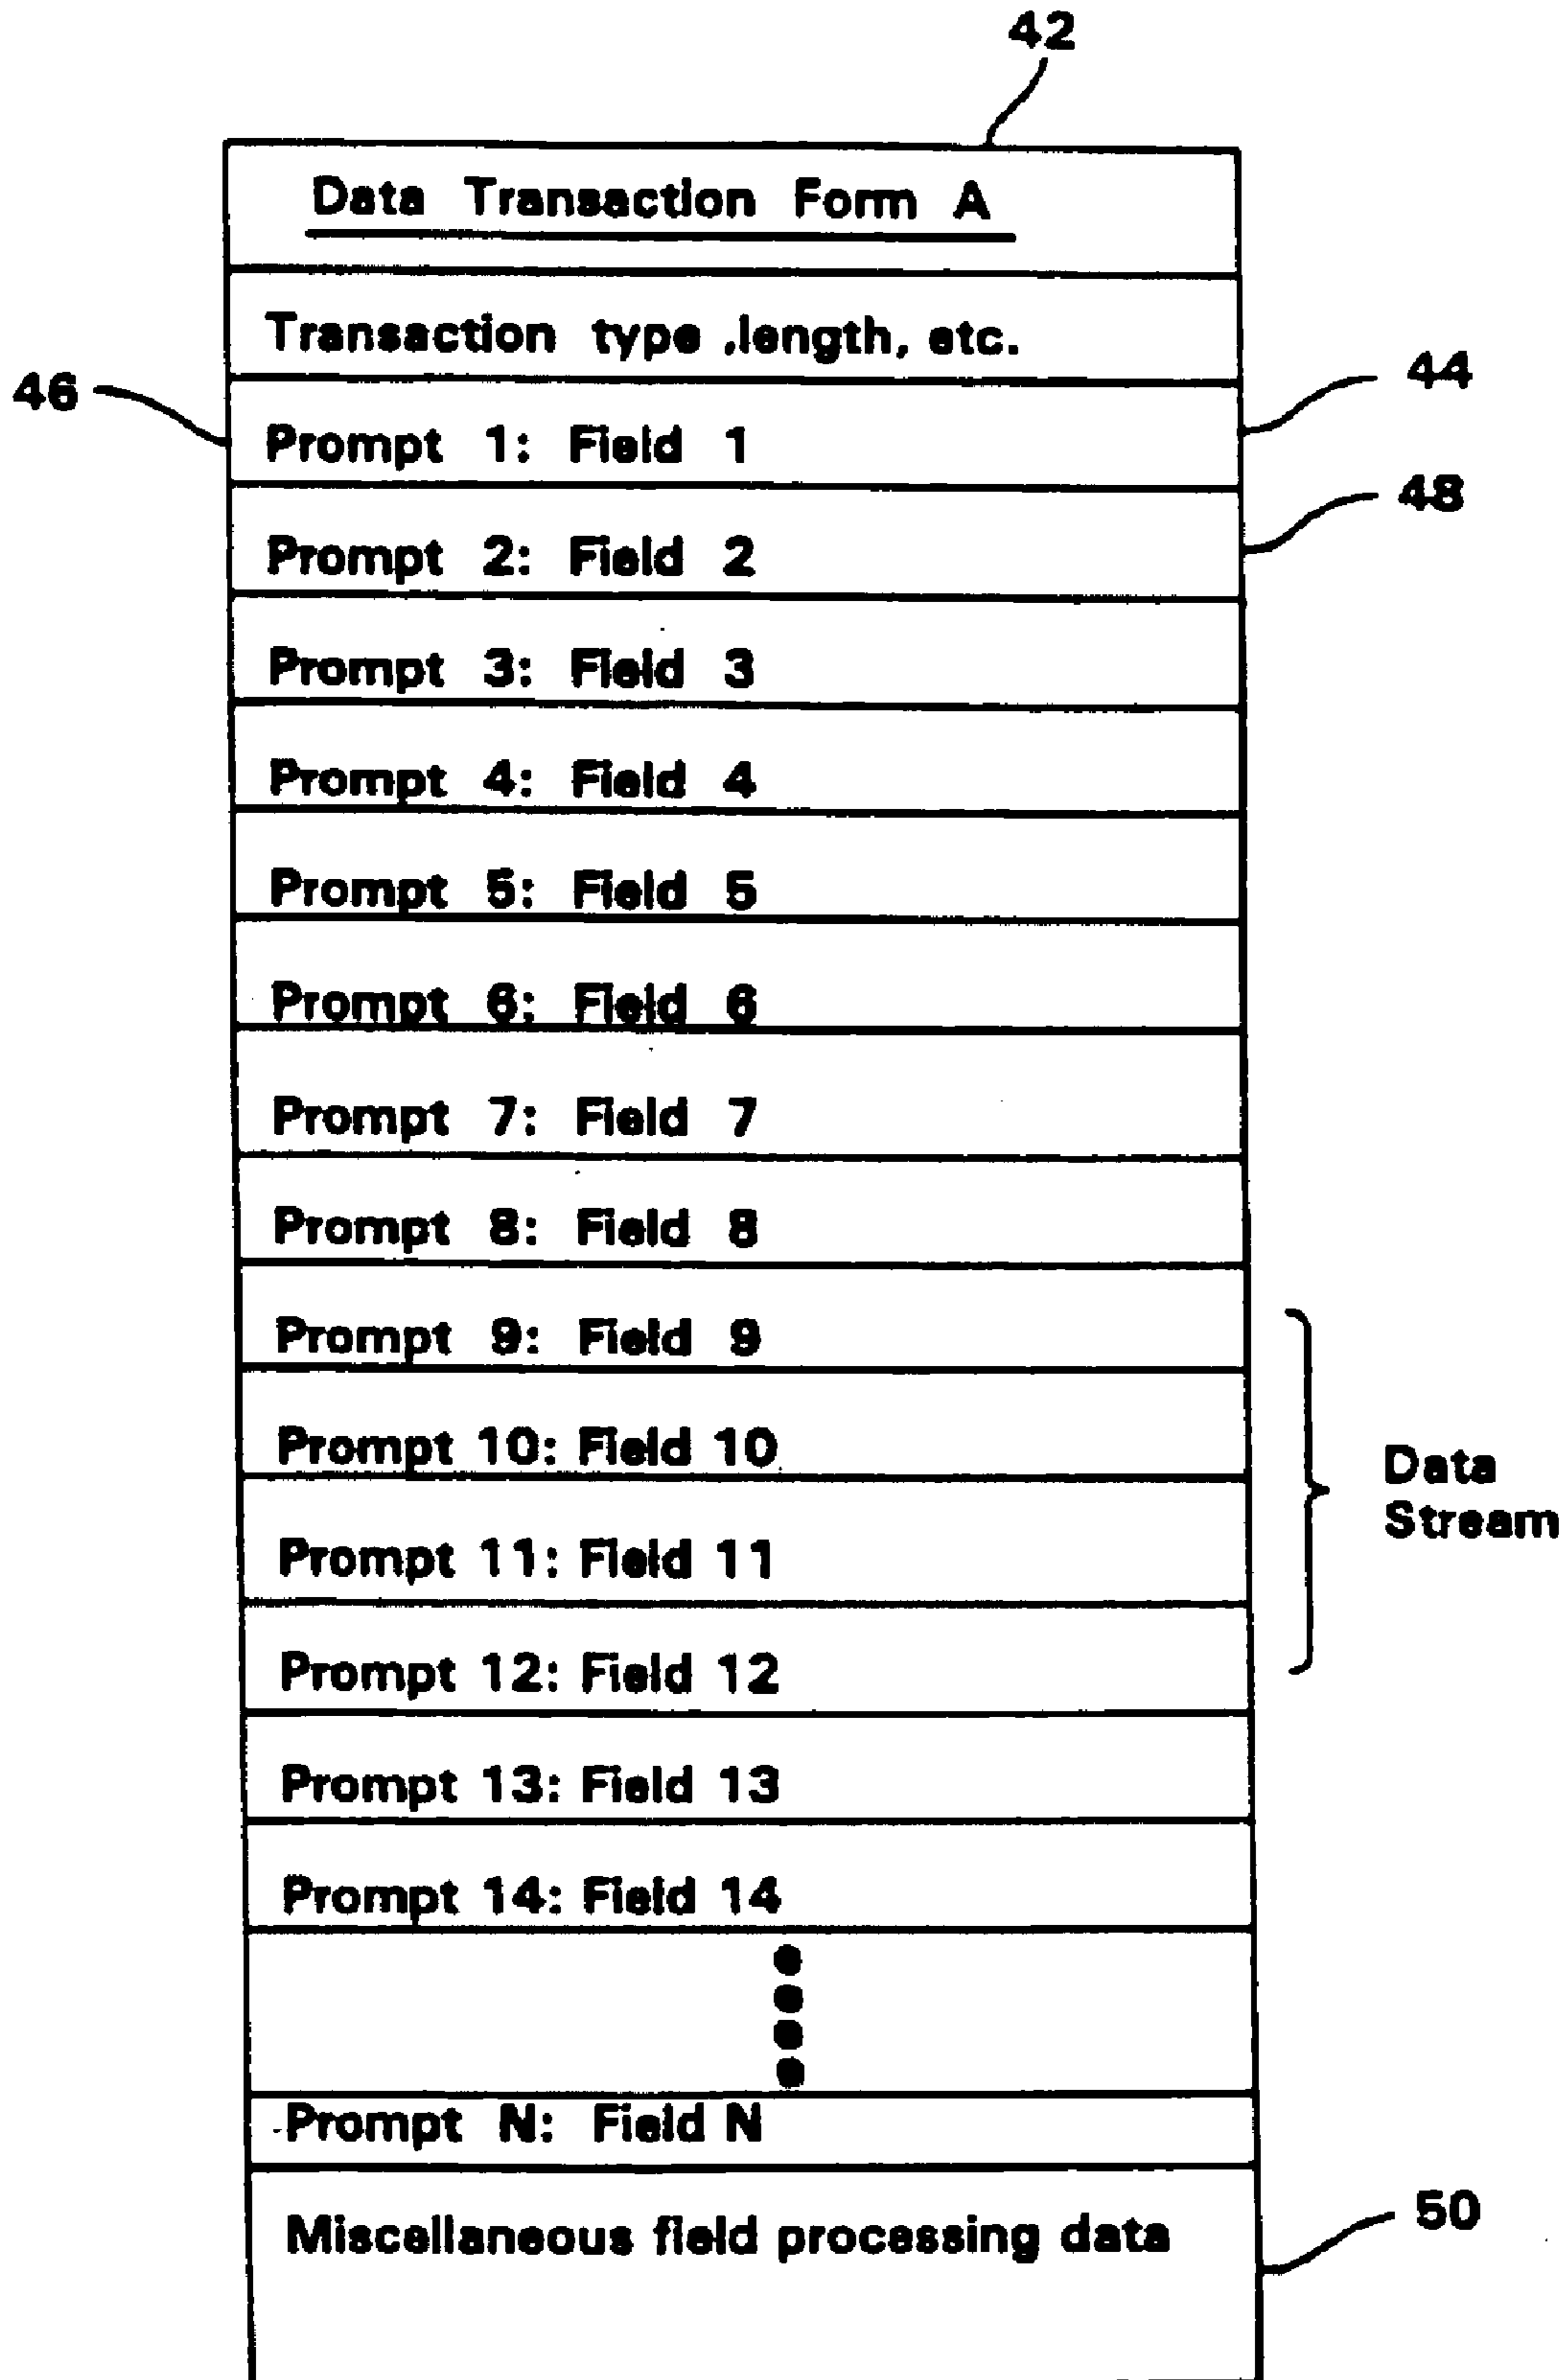 42
Data Transaction Form A
Transaction type ,length, etc.
46
44
Prompt 1: Field 1
48
Prompt 2: Field 2
Prompt 3: Field 3
Prompt 4: Field 4
Prompt 5: Field 5
Prompt 6: Field 6
Prompt 7: Field 7
Prompt 8: Field 8
Prompt 9: Field 9
Prompt 10: Field 10
Data
Stream
Prompt 11: Field 11
Prompt 12: Field 12
Prompt 13: Field 13
Prompt 14: Field 14
Prompt N: Field N
Miscellaneous field processing data
50